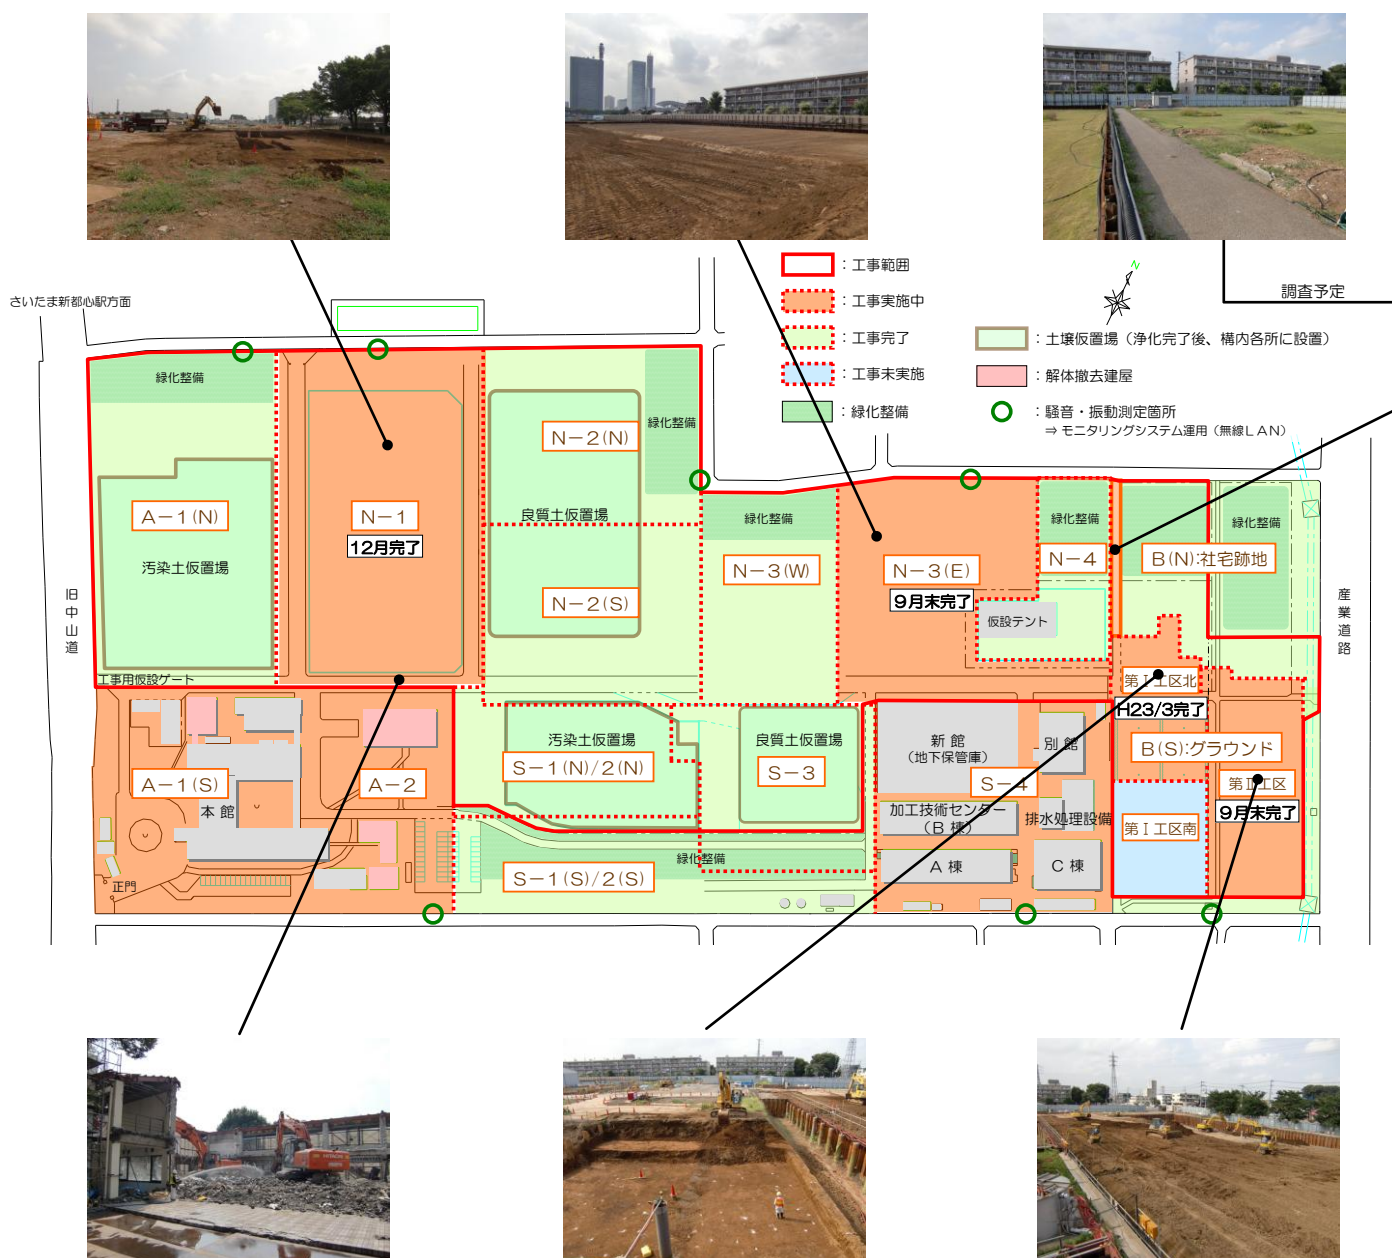 調査予定
さいたま新都心駅方面
N
：工事範囲
：工事実施中
：工事完了
：工事未実施
：緑化整備
：土壌仮置場（浄化完了後、構内各所に設置）
：解体撤去建屋
：騒音・振動測定箇所
⇒ モニタリングシステム運用（無線ＬＡＮ）
緑化整備
A－1(N)
汚染土仮置場
N－1
12月完了
N－2(N)
緑化整備
良質土仮置場
N－2(S)
緑化整備
N－3(W)
N－3(E)
9月末完了
緑化整備
N－4
仮設テント
B(N):社宅跡地
緑化整備
旧中山道
産業道路
工事用仮設ゲート
第Ⅰ工区北
H23/3完了
B(S):グラウンド
第Ⅱ工区
9月末完了
第Ⅰ工区南
A－1(S)
本館
A－2
正門
汚染土仮置場
S－1(N)/2(N)
良質土仮置場
S－3
緑化整備
S－1(S)/2(S)
新館
(地下保管庫)
別館
S－4
加工技術センター
（B棟）
排水処理設備
A棟
C棟
HITACHI